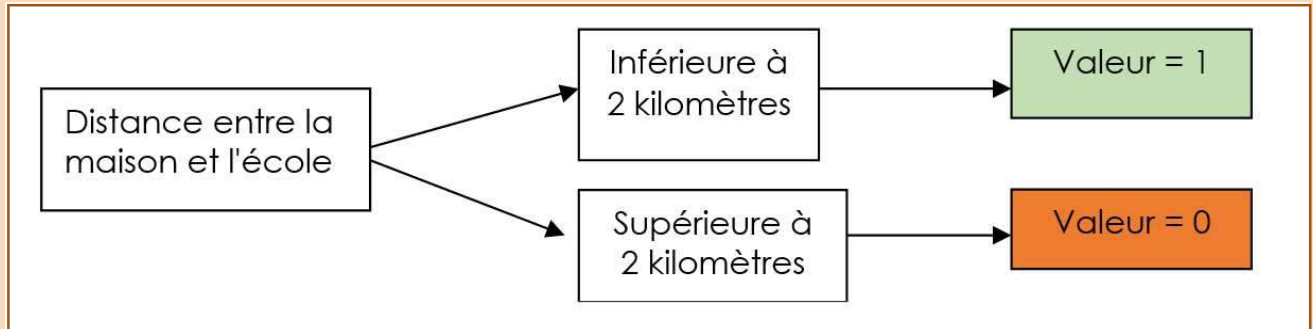 Distance entre la
maison et l'école
Inférieure à
2 kilomètres
Valeur = 1
Supérieure à
2 kilomètres
Valeur = 0